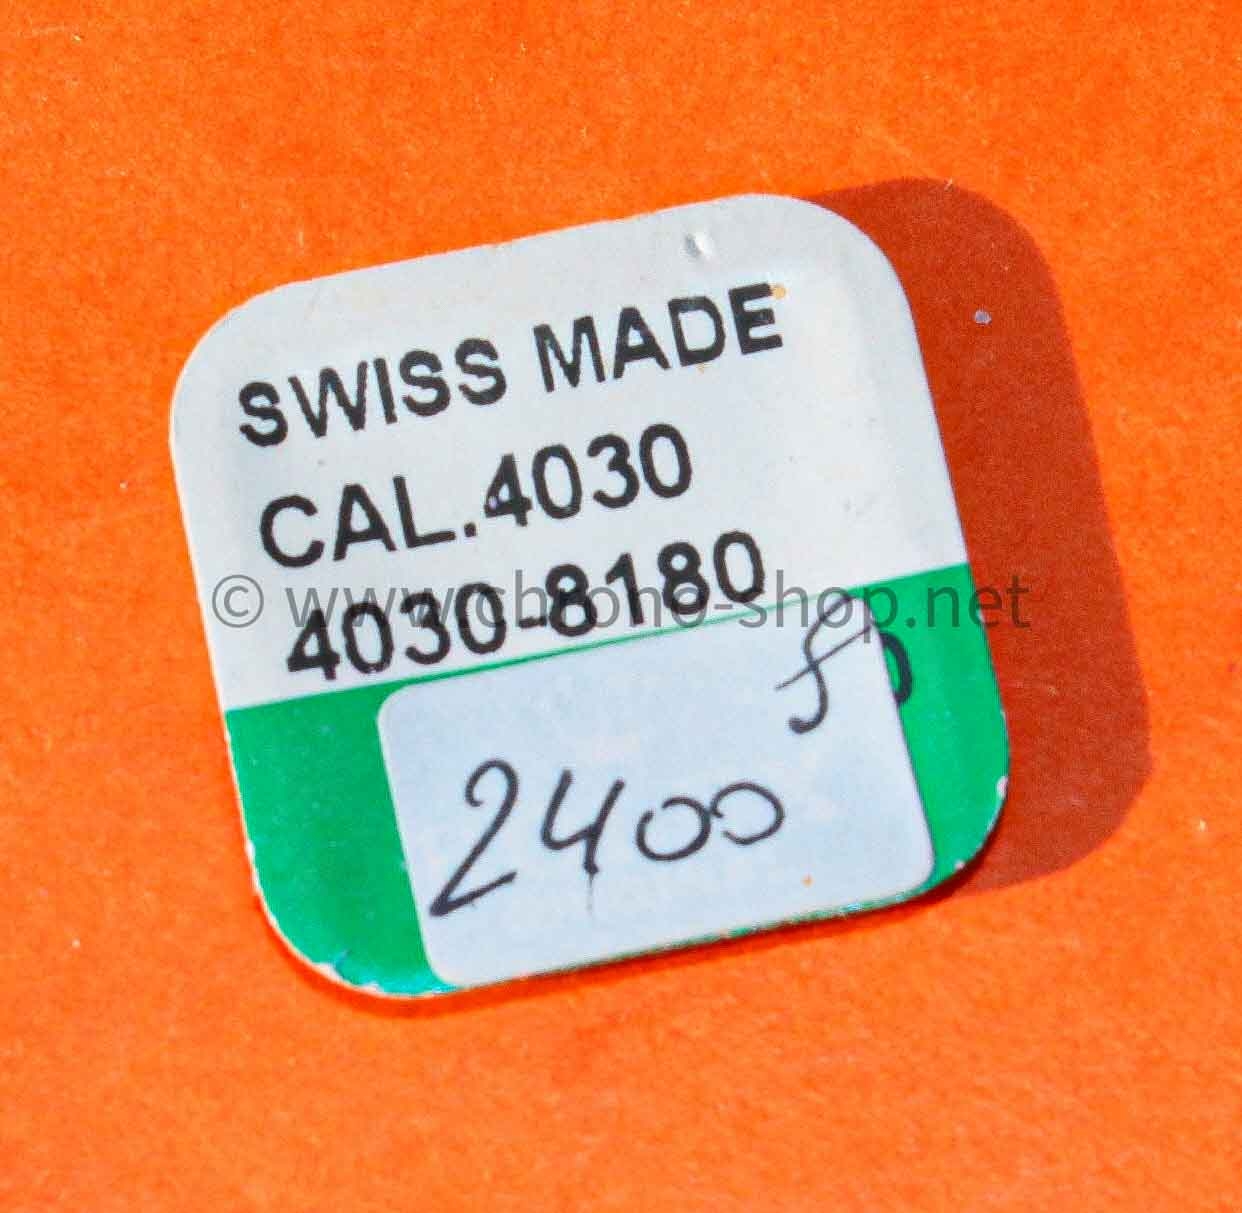 SWISS MADE
CAL.4030
4030-8180
© www.chrono-shop.net
2400